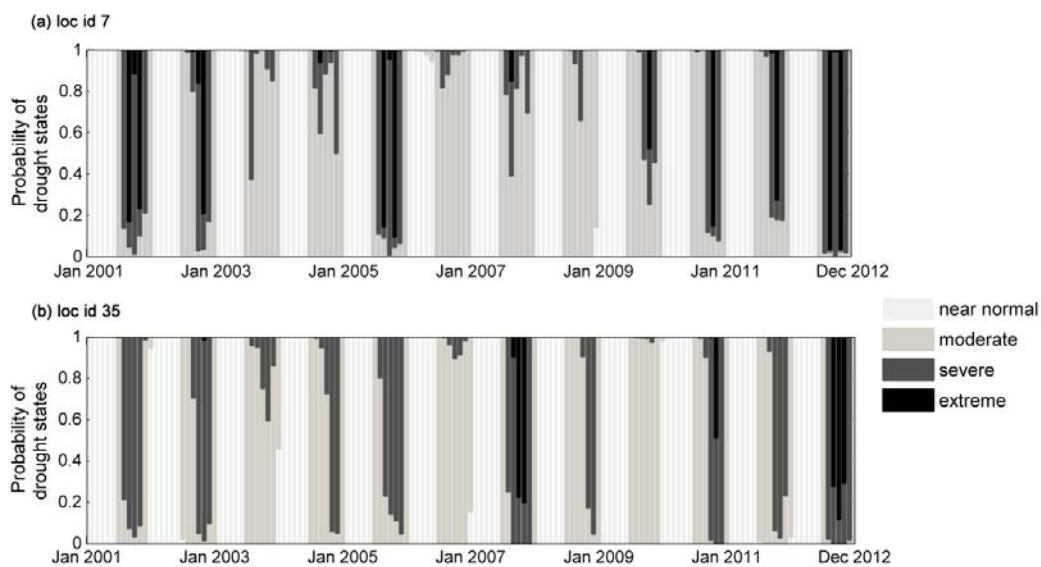 (a) loc id 7
Probability of
drought states
1
0.8
0.6
0.4
0.2
0
Jan 2001 Jan 2003 Jan 2005 Jan 2007 Jan 2009 Jan 2011 Dec 2012
(b) loc id 35
Probability of
drought states
1
0.8
0.6
0.4
0.2
0
Jan 2001 Jan 2003 Jan 2005 Jan 2007 Jan 2009 Jan 2011 Dec 2012
near normal
moderate
severe
extreme